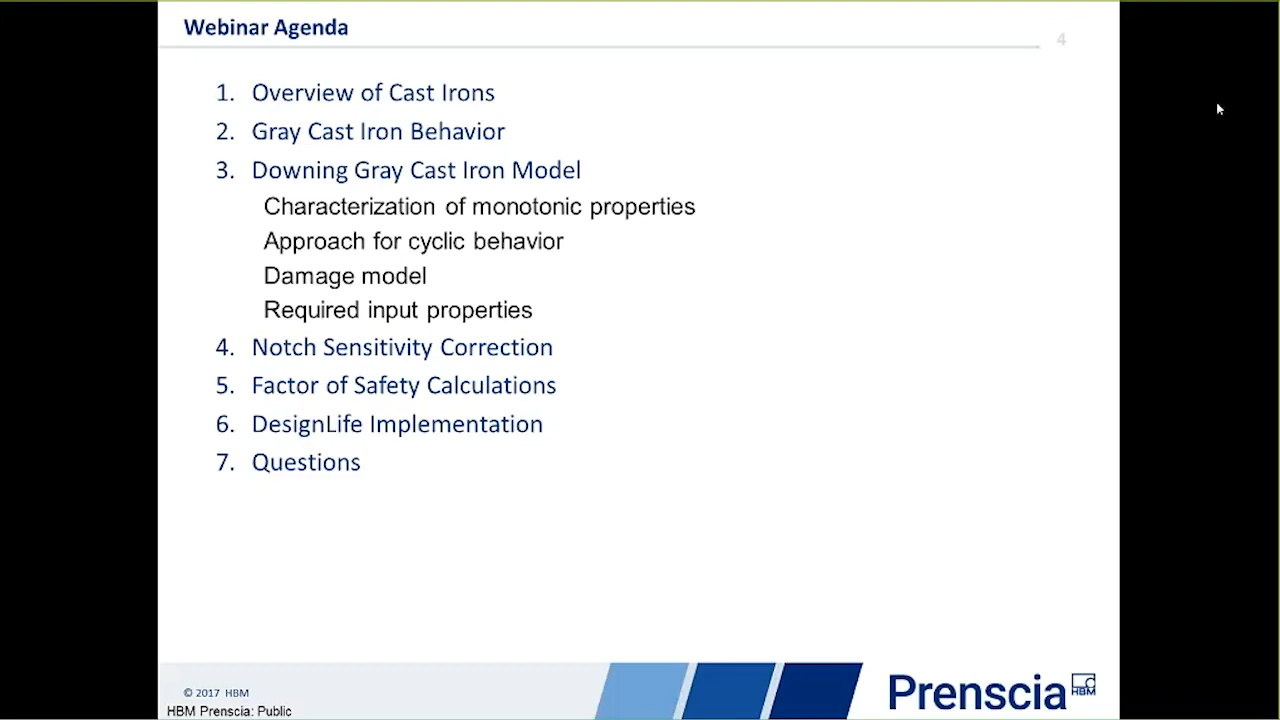 Webinar Agenda
4
1. Overview of Cast Irons
2. Gray Cast Iron Behavior
3. Downing Gray Cast Iron Model
Characterization of monotonic properties
Approach for cyclic behavior
Damage model
Required input properties
4. Notch Sensitivity Correction
5. Factor of Safety Calculations
6. DesignLife Implementation
7. Questions
© 2017 HBM
HBM Prenscia: Public
Prenscia
HBM